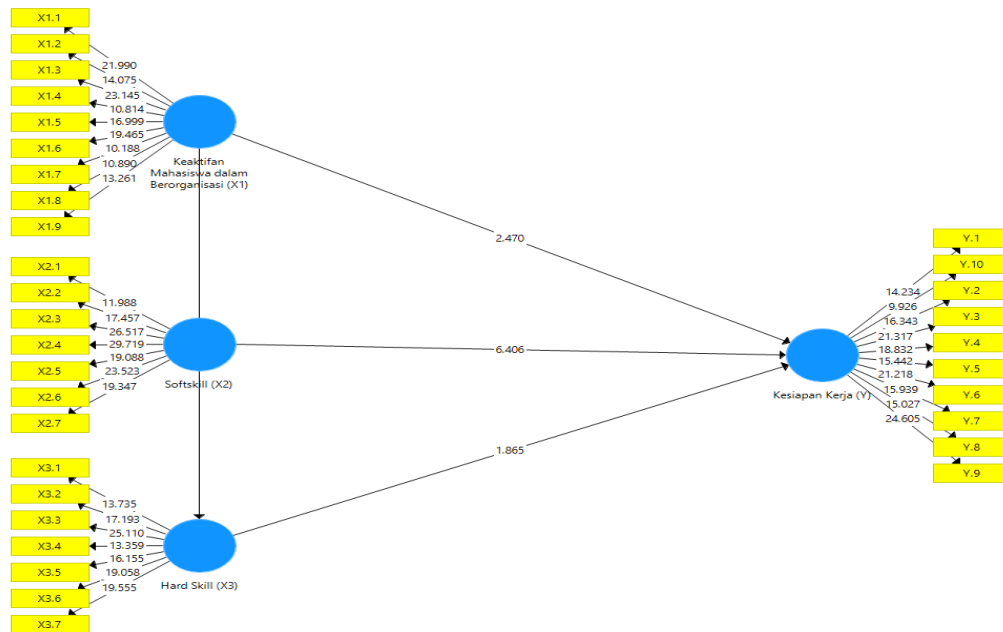 X1.1
X1.2
X1.3
X1.4
X1.5
X1.6
X1.7
X1.8
X1.9
21.990
14.075
23.145
10.814
16.999
19.465
10.188
10.890
13.261
Keaktifan
Mahasiswa dalam
Berorganisasi (X1)
X2.1
X2.2
X2.3
X2.4
X2.5
X2.6
X2.7
11.988
17.457
26.517
29.719
19.088
23.523
19.347
Softskill (X2)
X3.1
X3.2
X3.3
X3.4
X3.5
X3.6
X3.7
13.735
17.193
25.110
13.359
16.155
19.058
19.555
Hard Skill (X3)
2.470
6.406
1.865
Kesiapan Kerja (Y)
14.234
9.926
16.343
21.317
18.832
15.442
21.218
15.939
15.027
24.605
Y.1
Y.10
Y.2
Y.3
Y.4
Y.5
Y.6
Y.7
Y.8
Y.9